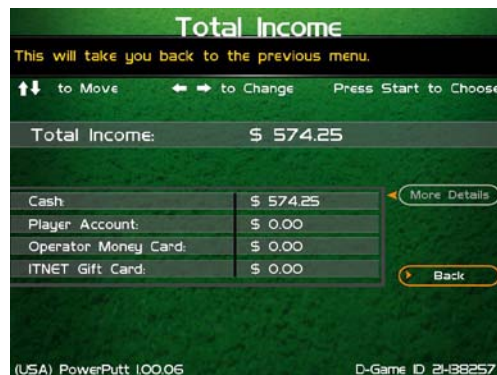 Total Income
This will take you back to the previous menu.
to Move to Change Press Start to Choose
Total Income: $ 574.25
Cash: $ 574.25
More Details
Player Account: $ 0.00
Operator Money Card: $ 0.00
ITNET Gift Card: $ 0.00
Back
(USA) PowerPutt 1.00.06 D-Game ID 21-138257